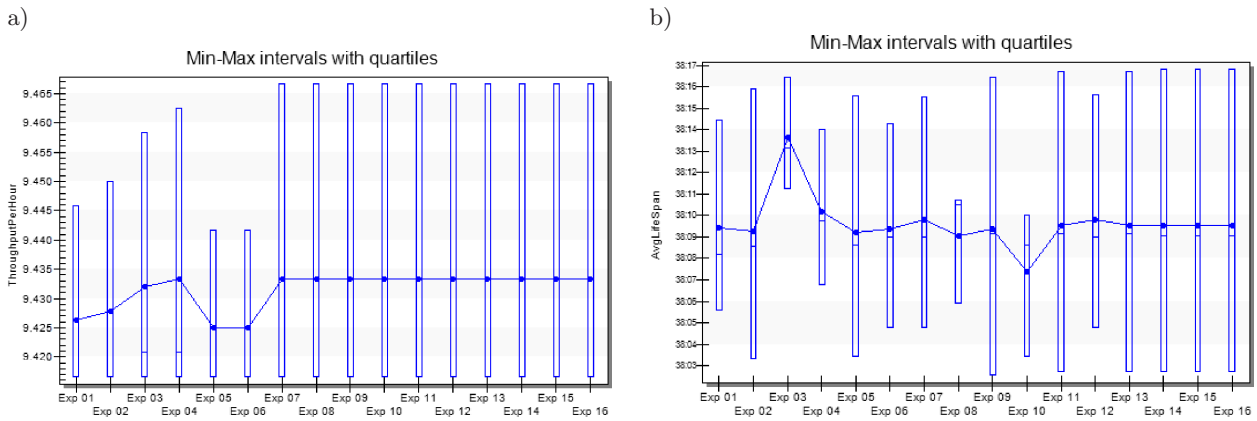 a)
Min-Max intervals with quartiles
ThroughputPerHour
9.465
9.460
9.455
9.450
9.445
9.440
9.435
9.430
9.425
9.420
Exp 01 Exp 03 Exp 05 Exp 07 Exp 09 Exp 11 Exp 13 Exp 15
Exp 02 Exp 04 Exp 06 Exp 08 Exp 10 Exp 12 Exp 14 Exp 16
b)
Min-Max intervals with quartiles
AvgLifeSpan
38:17
38:16
38:15
38:14
38:13
38:12
38:11
38:10
38:09
38:08
38:07
38:05
38:05
38:04
38:03
Exp 01 Exp 03 Exp 05 Exp 07 Exp 09 Exp 11 Exp 13 Exp 15
Exp 02 Exp 04 Exp 06 Exp 08 Exp 10 Exp 12 Exp 14 Exp 16